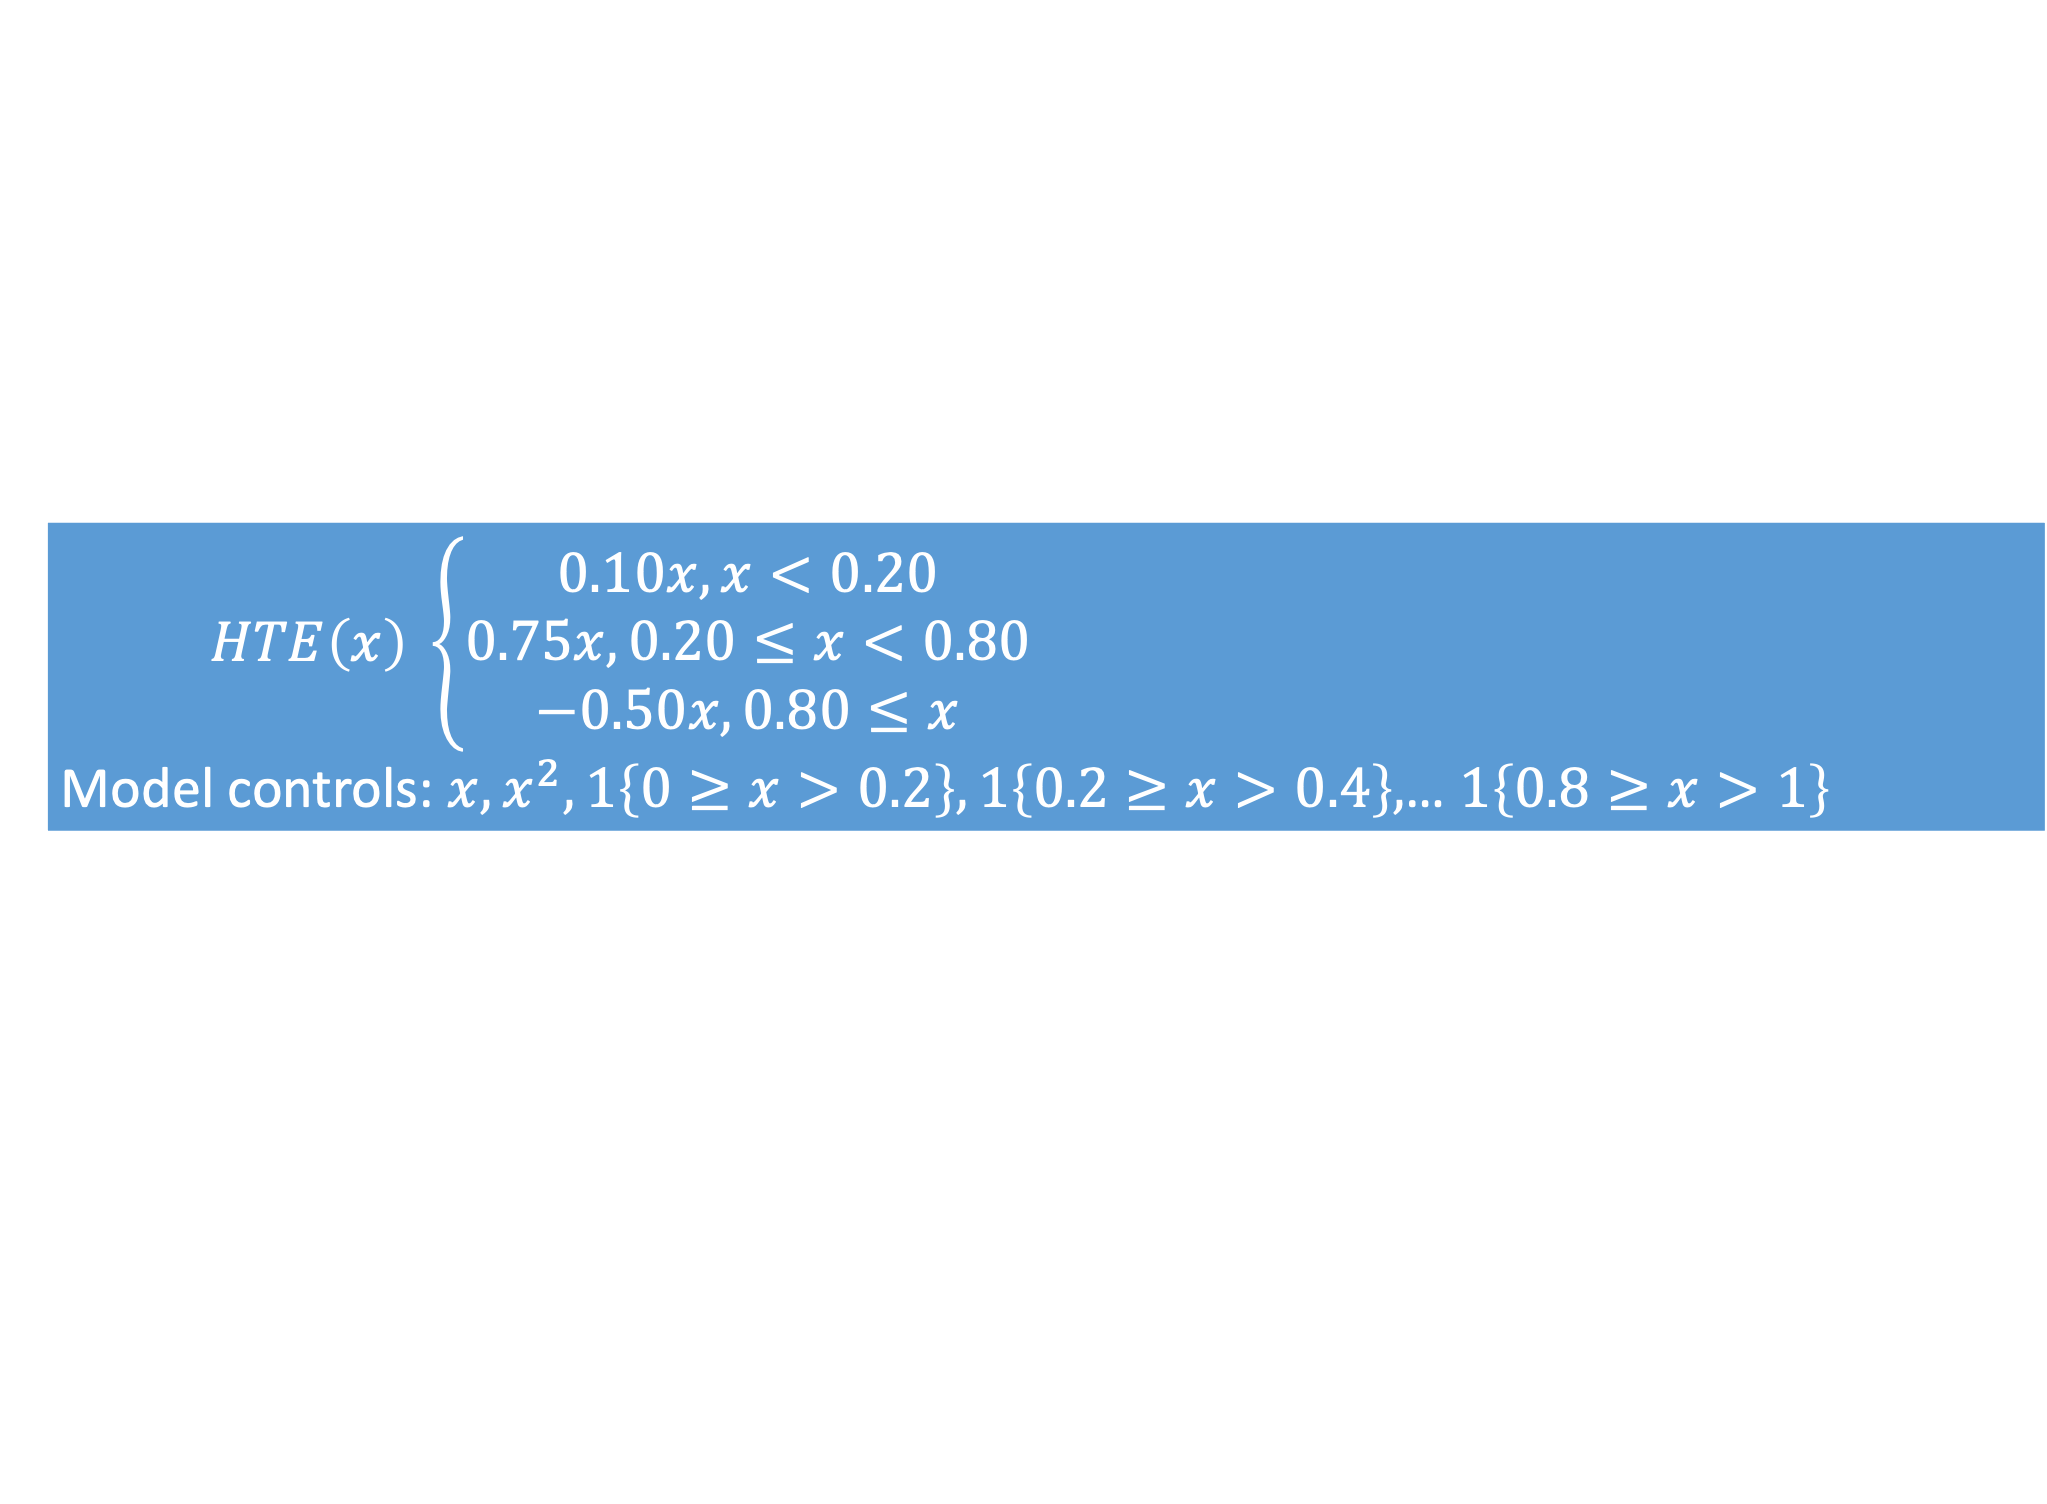 0.10x, x < 0.20
HTE(x) { 0.75x, 0.20 ≤ x < 0.80
−0.50x, 0.80 ≤ x
Model controls: x, x², 1{0 ≥ x > 0.2}, 1{0.2 ≥ x > 0.4},... 1{0.8 ≥ x > 1}